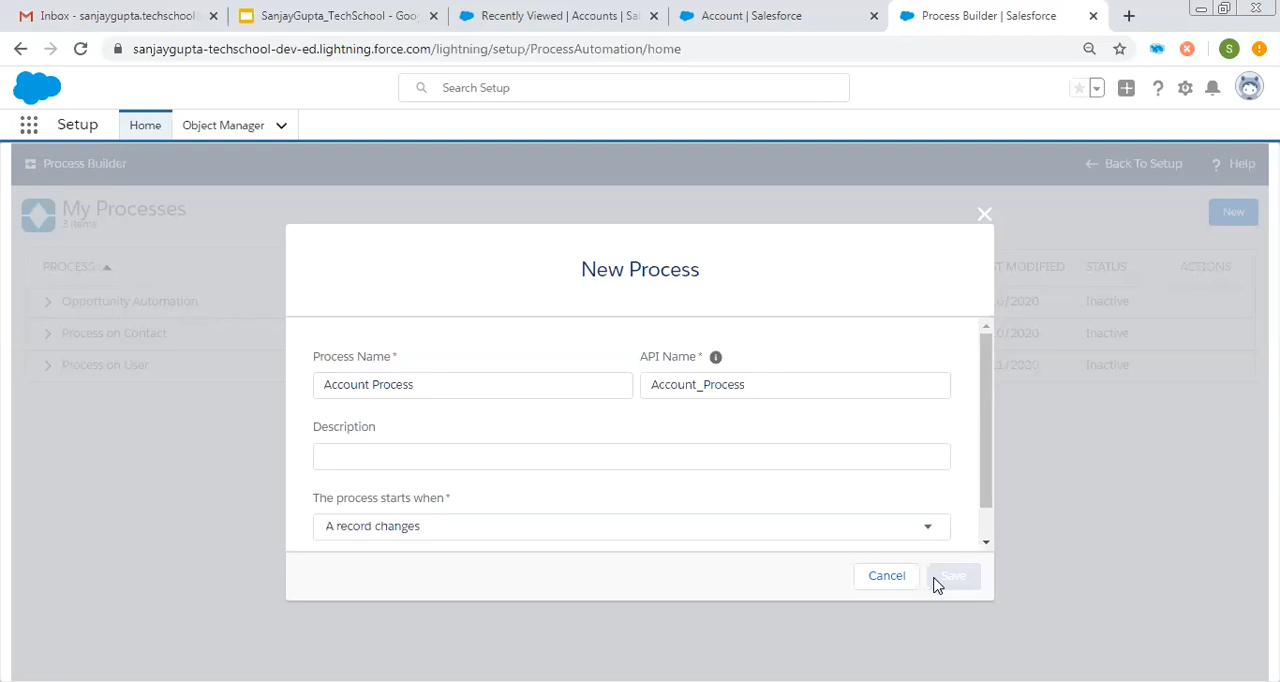 Inbox - sanjaygupta.techschool
SanjayGupta_TechSchool - Goo
Recently Viewed | Accounts | Sal
Account | Salesforce
Process Builder | Salesforce
sanjaygupta-techschool-dev-ed.lightning.force.com/lightning/setup/ProcessAutomation/home
S
Search Setup
Setup
Home
Object Manager
Process Builder
Back To Setup
? Help
My Processes
3 items
New
New Process
PROCESS
ST MODIFIED
STATUS
ACTIONS
Opportunity Automation
0/2020
Inactive
Process on Contact
0/2020
Inactive
Process on User
1/2020
Inactive
Process Name*
API Name*
Account Process
Account_Process
Description
The process starts when*
A record changes
Cancel
Save